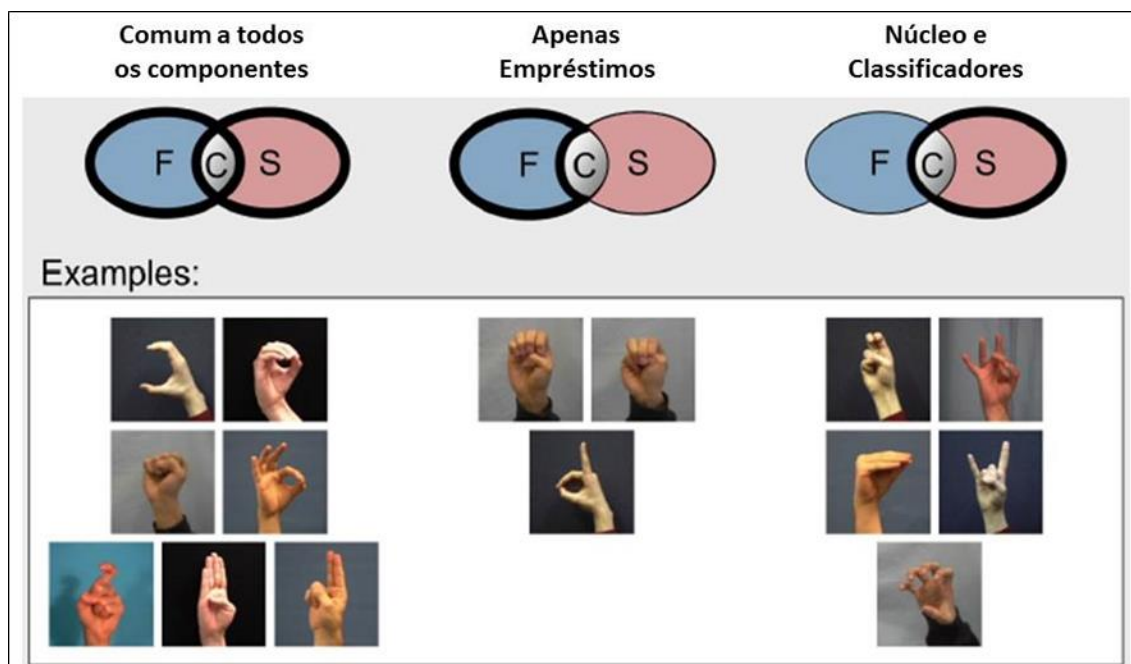 Comum a todos
os componentes
Apenas
Empréstimos
Núcleo e
Classificadores
F C S
F C S
F C S
Examples: